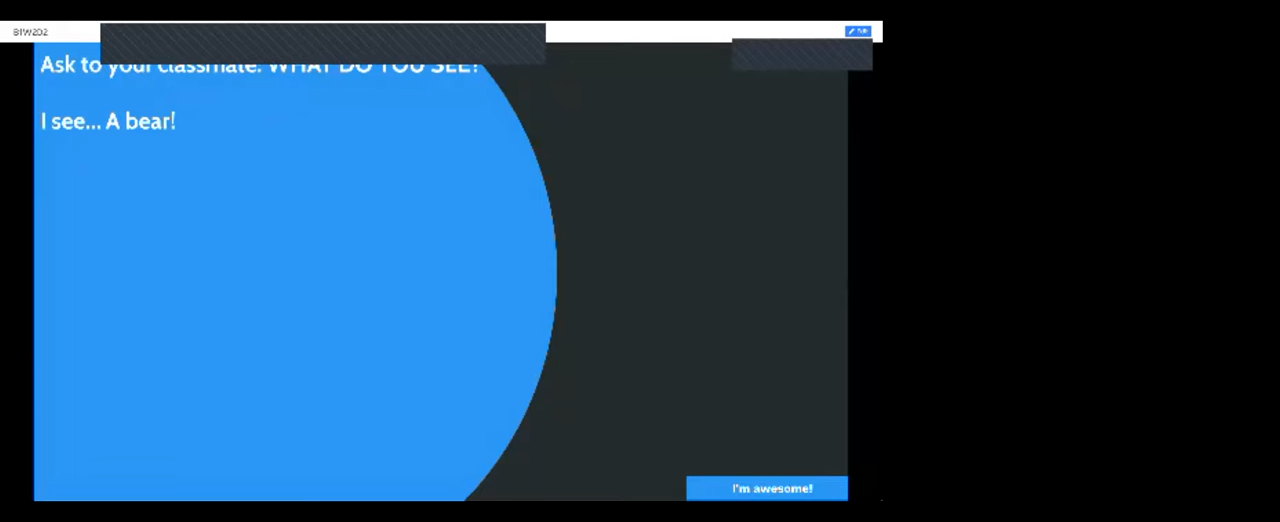 B1W2D2
Ask to your classmate: WHAT DO YOU SEE?
I see... A bear!
I'm awesome!